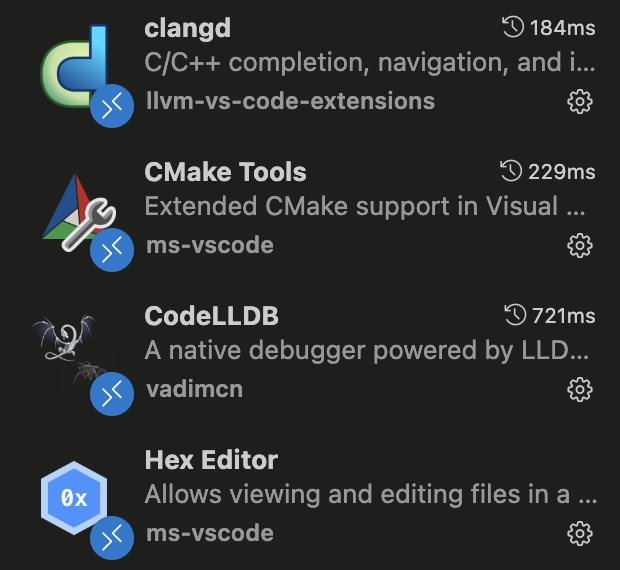 clangd 184ms
C/C++ completion, navigation, and i...
llvm-vs-code-extensions
CMake Tools 229ms
Extended CMake support in Visual ...
ms-vscode
CodeLLDB 721ms
A native debugger powered by LLD...
vadimcn
Hex Editor
0x
Allows viewing and editing files in a ...
ms-vscode